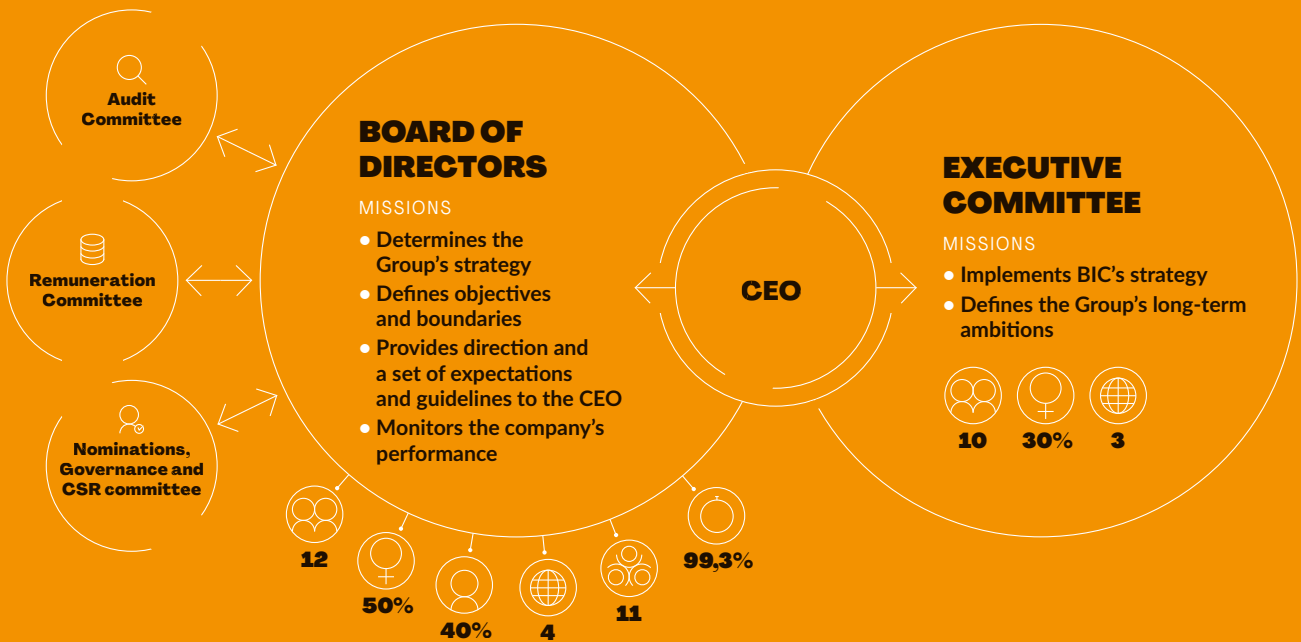 Audit
Committee
Remuneration
Committee
Nominations,
Governance and
CSR committee
BOARD OF
DIRECTORS
MISSIONS
• Determines the
Group’s strategy
• Defines objectives
and boundaries
• Provides direction and
a set of expectations
and guidelines to the CEO
• Monitors the company’s
performance
12
50%
40%
4
11
99,3%
CEO
EXECUTIVE
COMMITTEE
MISSIONS
• Implements BIC’s strategy
• Defines the Group’s long-term
ambitions
10
30%
3